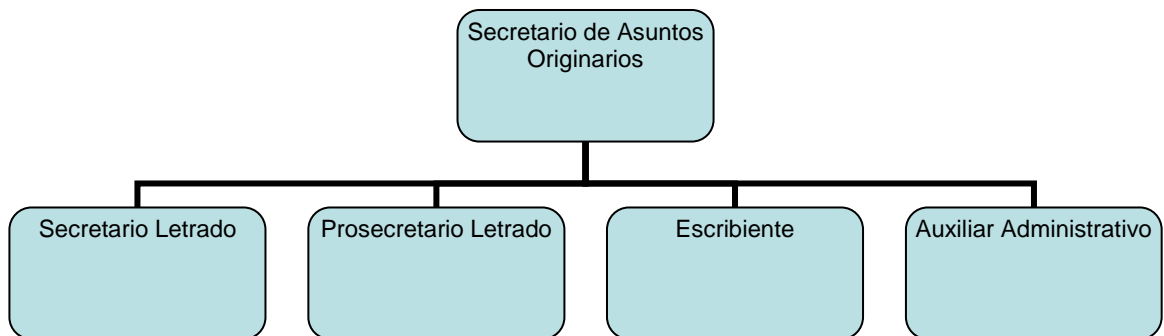 Secretario de Asuntos
Originarios
Secretario Letrado
Prosecretario Letrado
Escribiente
Auxiliar Administrativo